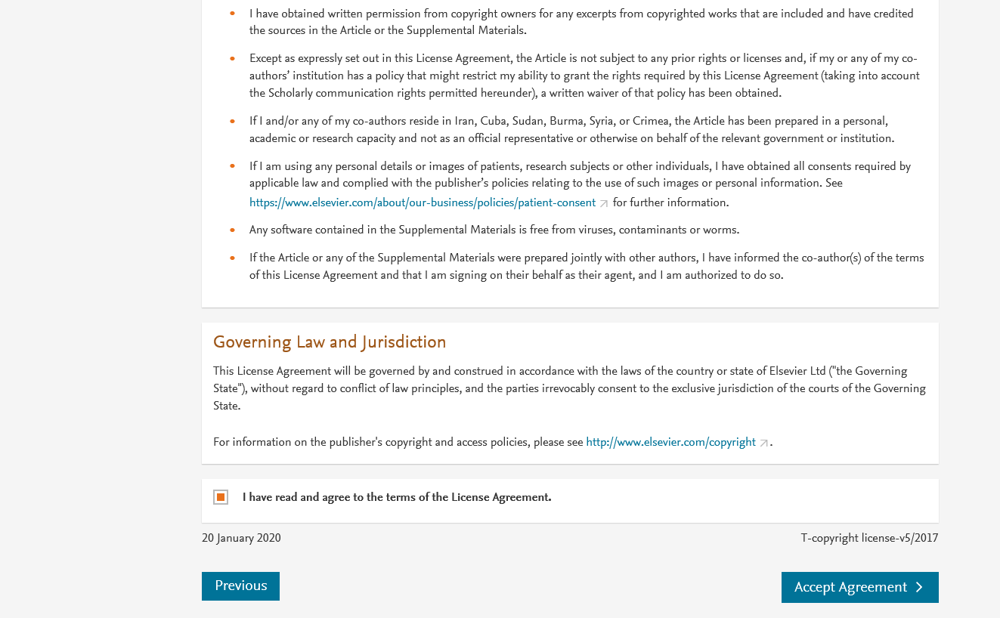 I have obtained written permission from copyright owners for any excerpts from copyrighted works that are included and have credited
the sources in the Article or the Supplemental Materials.
Except as expressly set out in this License Agreement, the Article is not subject to any prior rights or licenses and, if my or any of my co-
authors’ institution has a policy that might restrict my ability to grant the rights required by this License Agreement (taking into account
the Scholarly communication rights permitted hereunder), a written waiver of that policy has been obtained.
If I and/or any of my co-authors reside in Iran, Cuba, Sudan, Burma, Syria, or Crimea, the Article has been prepared in a personal,
academic or research capacity and not as an official representative or otherwise on behalf of the relevant government or institution.
If I am using any personal details or images of patients, research subjects or other individuals, I have obtained all consents required by
applicable law and complied with the publisher’s policies relating to the use of such images or personal information. See
https://www.elsevier.com/about/our-business/policies/patient-consent for further information.
Any software contained in the Supplemental Materials is free from viruses, contaminants or worms.
If the Article or any of the Supplemental Materials were prepared jointly with other authors, I have informed the co-author(s) of the terms
of this License Agreement and that I am signing on their behalf as their agent, and I am authorized to do so.
Governing Law and Jurisdiction
This License Agreement will be governed by and construed in accordance with the laws of the country or state of Elsevier Ltd ("the Governing
State"), without regard to conflict of law principles, and the parties irrevocably consent to the exclusive jurisdiction of the courts of the Governing
State.
For information on the publisher's copyright and access policies, please see http://www.elsevier.com/copyright .
I have read and agree to the terms of the License Agreement.
20 January 2020 T-copyright license-v5/2017
Previous Accept Agreement